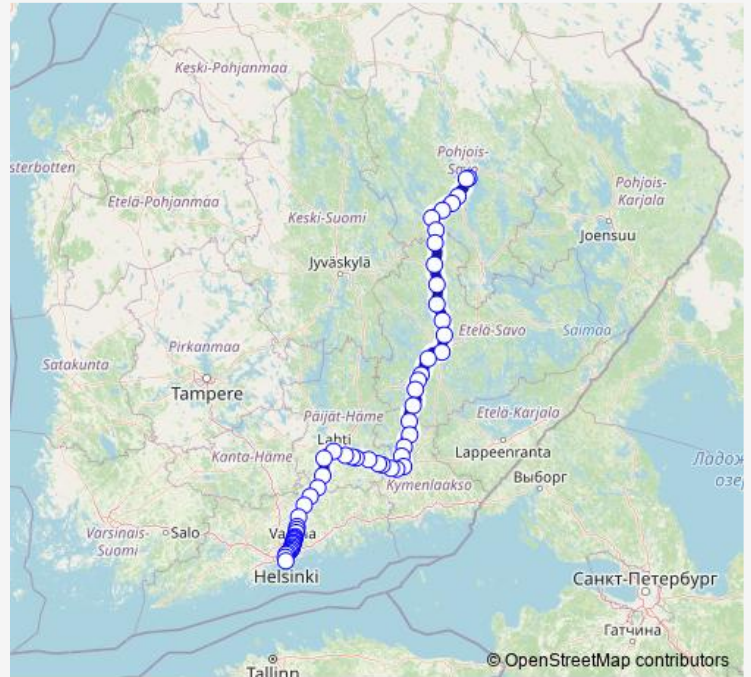 Keski-Pohjanmaa
sterbotten
Etelä-Pohjanmaa
Pohjois-
Savo
Pohjois-
Karjala
Keski-Suomi
Joensuu
Jyväskylä
Etelä-Savo
Saimaa
Pirkanmaa
Satakunta
Tampere
Päijät-Häme
Etelä-Karjala
Lahti
Kanta-Häme
Lappeenranta
Ладож
озе
Kymenlaakso
Выборг
Varsinais-
Suomi
Salo
Helsinki
Санкт-Петербург
Гатчина
© OpenStreetMap contributors
Tallinn